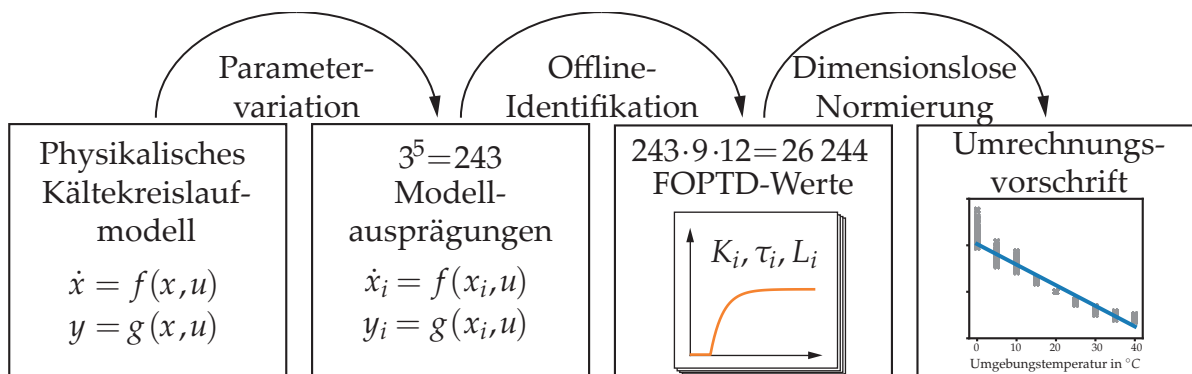 Parameter-
variation
Offline-
Identifikation
Dimensionslose
Normierung
Physikalisches
Kältekreislauf-
modell
ẋ = f(x,u)
y = g(x,u)
3⁵=243
Modell-
ausprägungen
ẋᵢ = f(xᵢ,u)
yᵢ = g(xᵢ,u)
243·9·12=26 244
FOPTD-Werte
Kᵢ, τᵢ, Lᵢ
Umrechnungs-
vorschrift
0 10 20 30 40
Umgebungstemperatur in °C